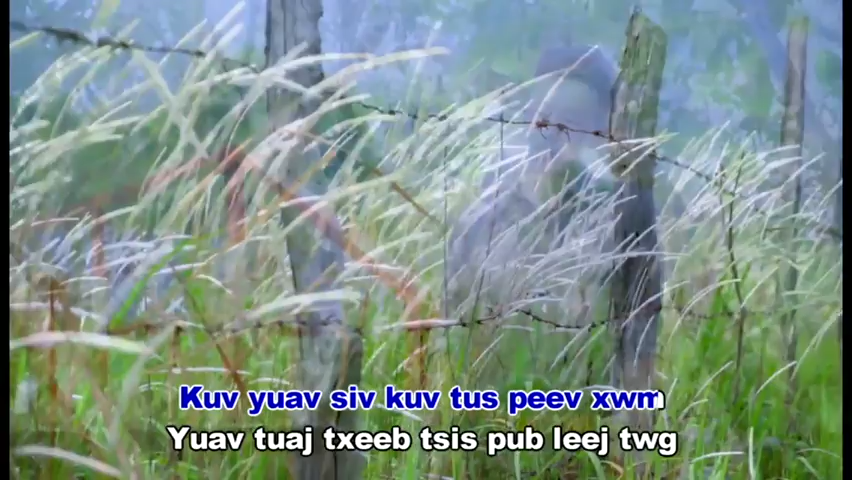 Kuv yuav siv kuv tus peev xwm
Yuav tuaj txeeb tsis pub leej twg